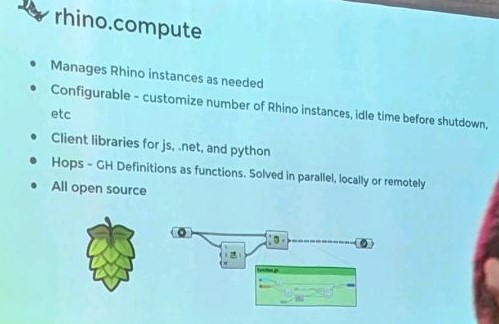 rhino.compute
• Manages Rhino instances as needed
• Configurable - customize number of Rhino instances, idle time before shutdown,
etc
• Client libraries for js, .net, and python
• Hops - GH Definitions as functions. Solved in parallel, locally or remotely
• All open source